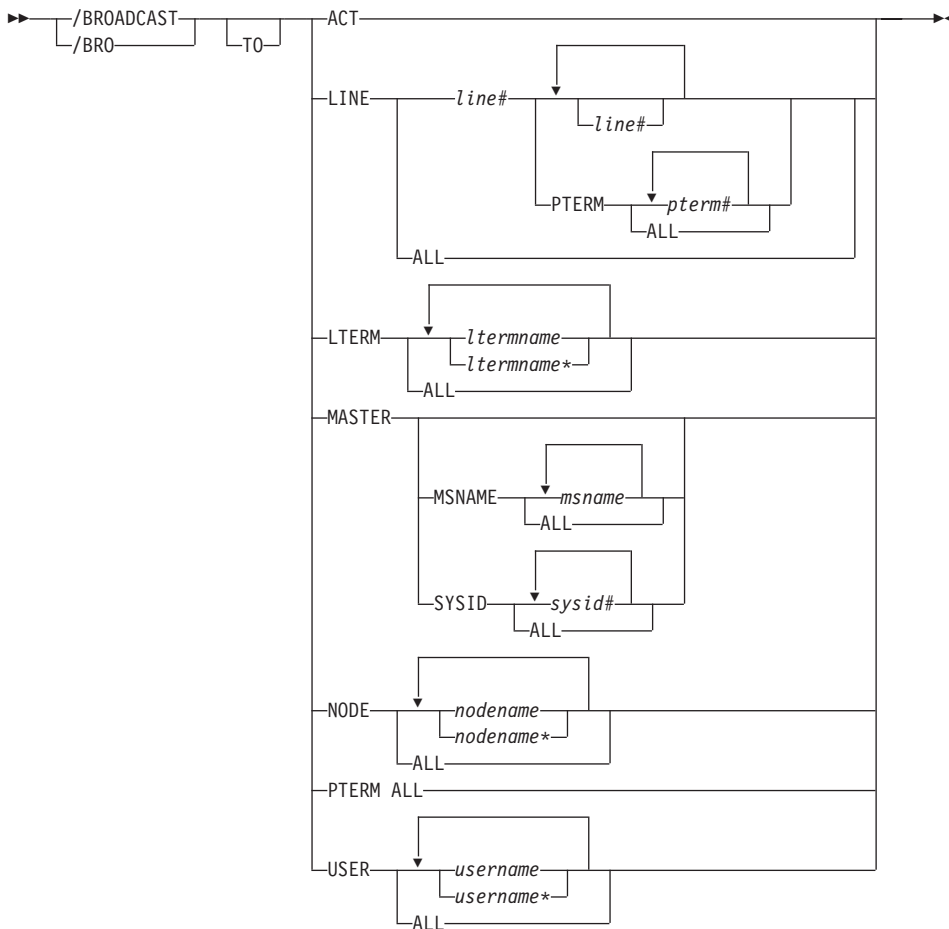 /BROADCAST ACT
/BRO TO
LINE line#
line#
PTERM pterm#
ALL
ALL
LTERM ltermname
ltermname*
ALL
MASTER
MSNAME msname
ALL
SYSID sysid#
ALL
NODE nodename
nodename*
ALL
PTERM ALL
USER username
username*
ALL